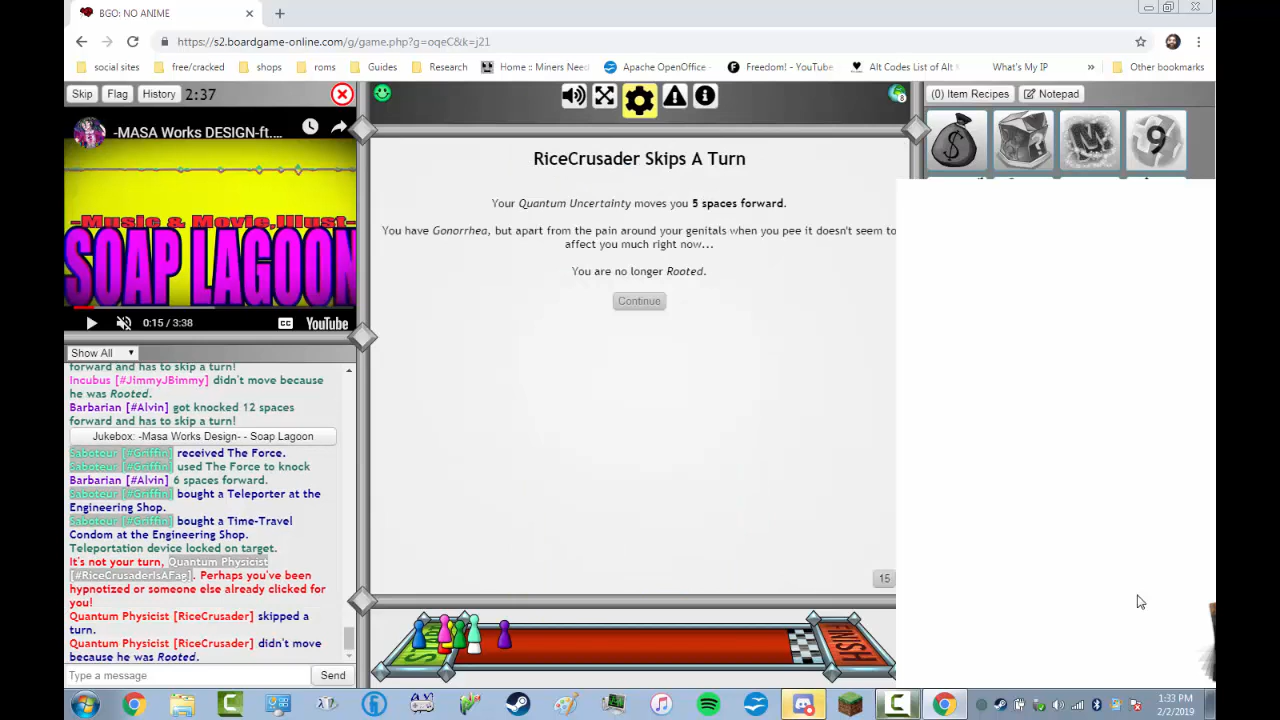 BGO: NO ANIME
https://s2.boardgame-online.com/g/game.php?g=oqeC&k=j21
social sites
free/cracked
shops
roms
Guides
Research
Home :: Miners Need
Apache OpenOffice -
Freedom! - YouTube
Alt Codes List of Alt
What's My IP
»
Other bookmarks
Skip
Flag
History
2:37
(0) Item Recipes
Notepad
-MASA Works DESIGN-ft....
-Music & Movie,Illust-
SOAP LAGOON
0:15 / 3:38
CC
YouTube
$
9
RiceCrusader Skips A Turn
Your Quantum Uncertainty moves you 5 spaces forward.
You have Gonorrhea, but apart from the pain around your genitals when you pee it doesn't seem to
affect you much right now...
You are no longer Rooted.
Continue
15
FINISH
Show All
forward and has to skip a turn!
Incubus [#JimmyJBimmy] didn't move because
he was Rooted.
Barbarian [#Alvin] got knocked 12 spaces
forward and has to skip a turn!
Jukebox: -Masa Works Design- - Soap Lagoon
Saboteur [#Griffin] received The Force.
Saboteur [#Griffin] used The Force to knock
Barbarian [#Alvin] 6 spaces forward.
Saboteur [#Griffin] bought a Teleporter at the
Engineering Shop.
Saboteur [#Griffin] bought a Time-Travel
Condom at the Engineering Shop.
Teleportation device locked on target.
It's not your turn, Quantum Physicist
[#RiceCrusaderIsAFag]. Perhaps you've been
hypnotized or someone else already clicked for
you!
Quantum Physicist [RiceCrusader] skipped a
turn.
Quantum Physicist [RiceCrusader] didn't move
because he was Rooted.
Type a message
Send
1:33 PM
2/2/2019